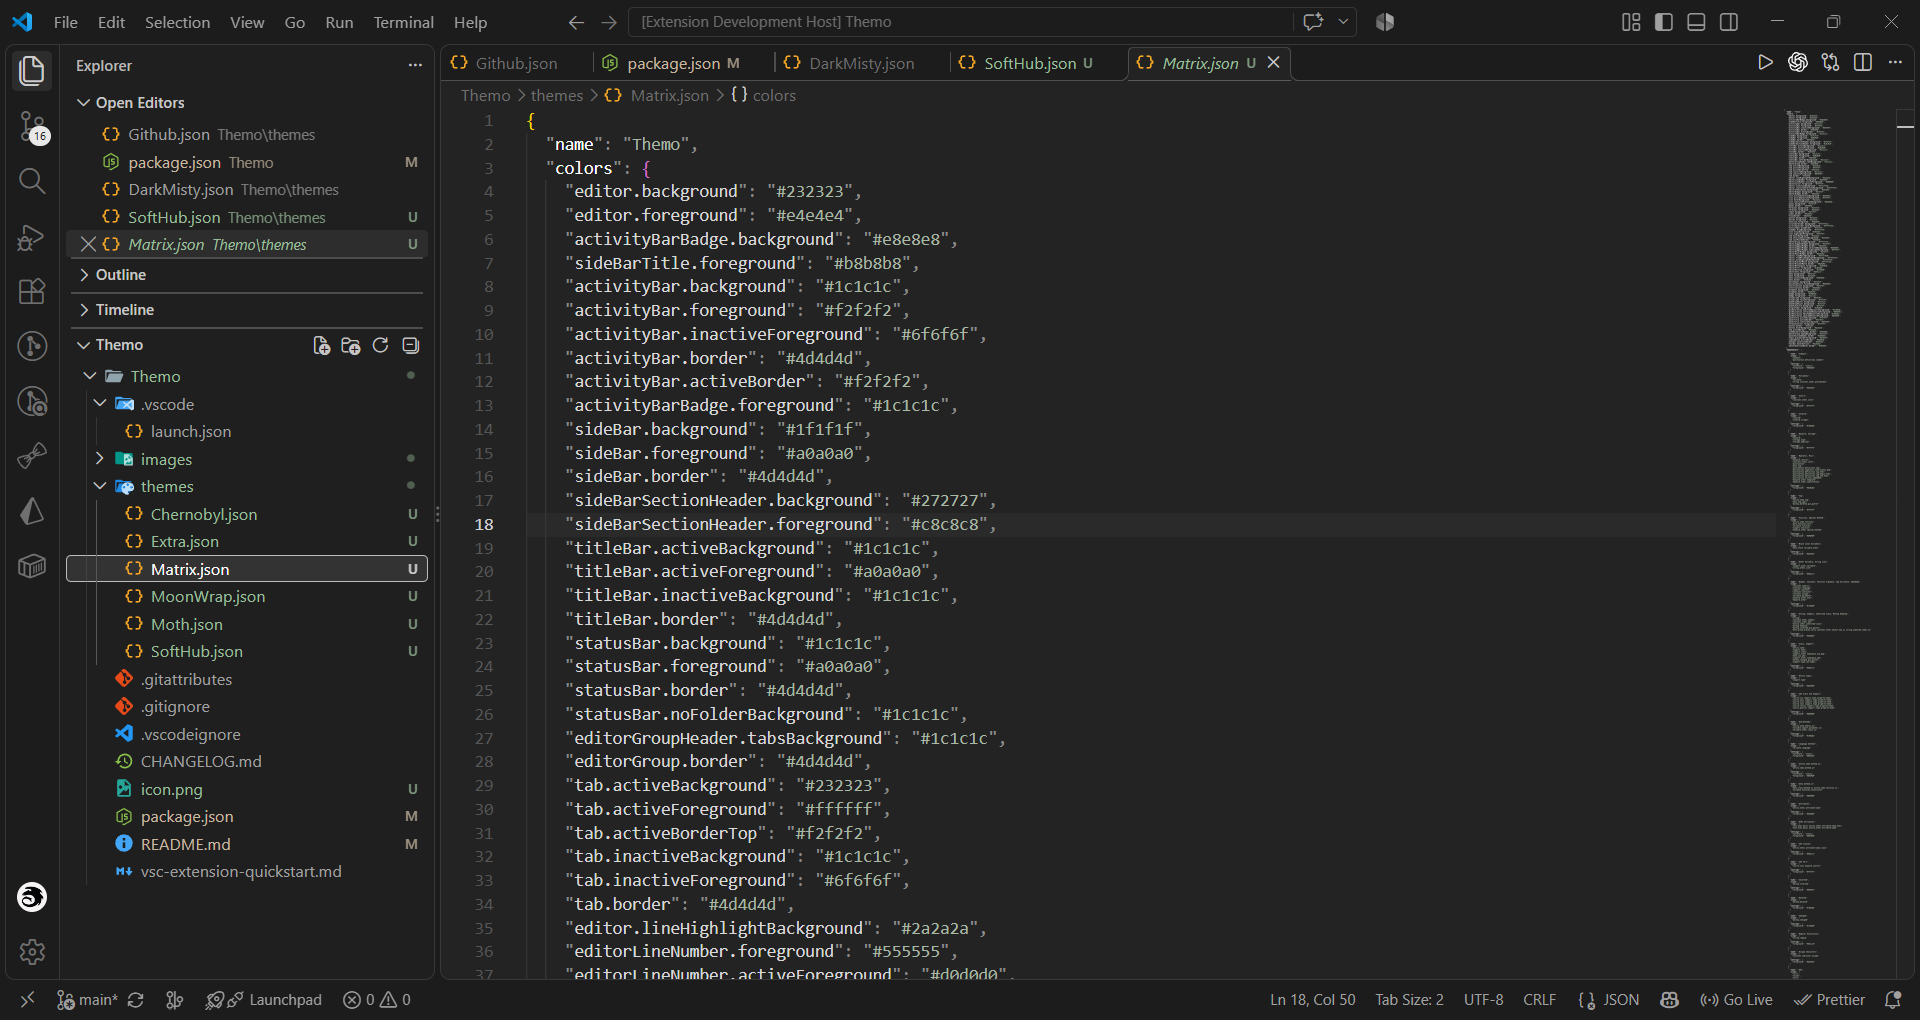 File Edit Selection View Go Run Terminal Help
[Extension Development Host] Themo
Explorer
Open Editors
Github.json Themo\themes
package.json Themo M
DarkMisty.json Themo\themes
SoftHub.json Themo\themes U
Matrix.json Themo\themes U
Outline
Timeline
Themo
Themo
.vscode
launch.json
images
themes
Chernobyl.json U
Extra.json U
Matrix.json U
MoonWrap.json U
Moth.json U
SoftHub.json U
.gitattributes
.gitignore
.vscodeignore
CHANGELOG.md
icon.png U
package.json M
README.md M
vsc-extension-quickstart.md
16
Github.json package.json M DarkMisty.json SoftHub.json U Matrix.json U
Themo > themes > Matrix.json > {} colors
1 {
2 "name": "Themo",
3 "colors": {
4 "editor.background": "#232323",
5 "editor.foreground": "#e4e4e4",
6 "activityBarBadge.background": "#e8e8e8",
7 "sideBarTitle.foreground": "#b8b8b8",
8 "activityBar.background": "#1c1c1c",
9 "activityBar.foreground": "#f2f2f2",
10 "activityBar.inactiveForeground": "#6f6f6f",
11 "activityBar.border": "#4d4d4d",
12 "activityBar.activeBorder": "#f2f2f2",
13 "activityBarBadge.foreground": "#1c1c1c",
14 "sideBar.background": "#1f1f1f",
15 "sideBar.foreground": "#a0a0a0",
16 "sideBar.border": "#4d4d4d",
17 "sideBarSectionHeader.background": "#272727",
18 "sideBarSectionHeader.foreground": "#c8c8c8",
19 "titleBar.activeBackground": "#1c1c1c",
20 "titleBar.activeForeground": "#a0a0a0",
21 "titleBar.inactiveBackground": "#1c1c1c",
22 "titleBar.border": "#4d4d4d",
23 "statusBar.background": "#1c1c1c",
24 "statusBar.foreground": "#a0a0a0",
25 "statusBar.border": "#4d4d4d",
26 "statusBar.noFolderBackground": "#1c1c1c",
27 "editorGroupHeader.tabsBackground": "#1c1c1c",
28 "editorGroup.border": "#4d4d4d",
29 "tab.activeBackground": "#232323",
30 "tab.activeForeground": "#ffffff",
31 "tab.activeBorderTop": "#f2f2f2",
32 "tab.inactiveBackground": "#1c1c1c",
33 "tab.inactiveForeground": "#6f6f6f",
34 "tab.border": "#4d4d4d",
35 "editor.lineHighlightBackground": "#2a2a2a",
36 "editorLineNumber.foreground": "#555555",
37 "editorLineNumber.activeForeground": "#d0d0d0",
main* Launchpad 0 0 Ln 18, Col 50 Tab Size: 2 UTF-8 CRLF {} JSON Go Live Prettier